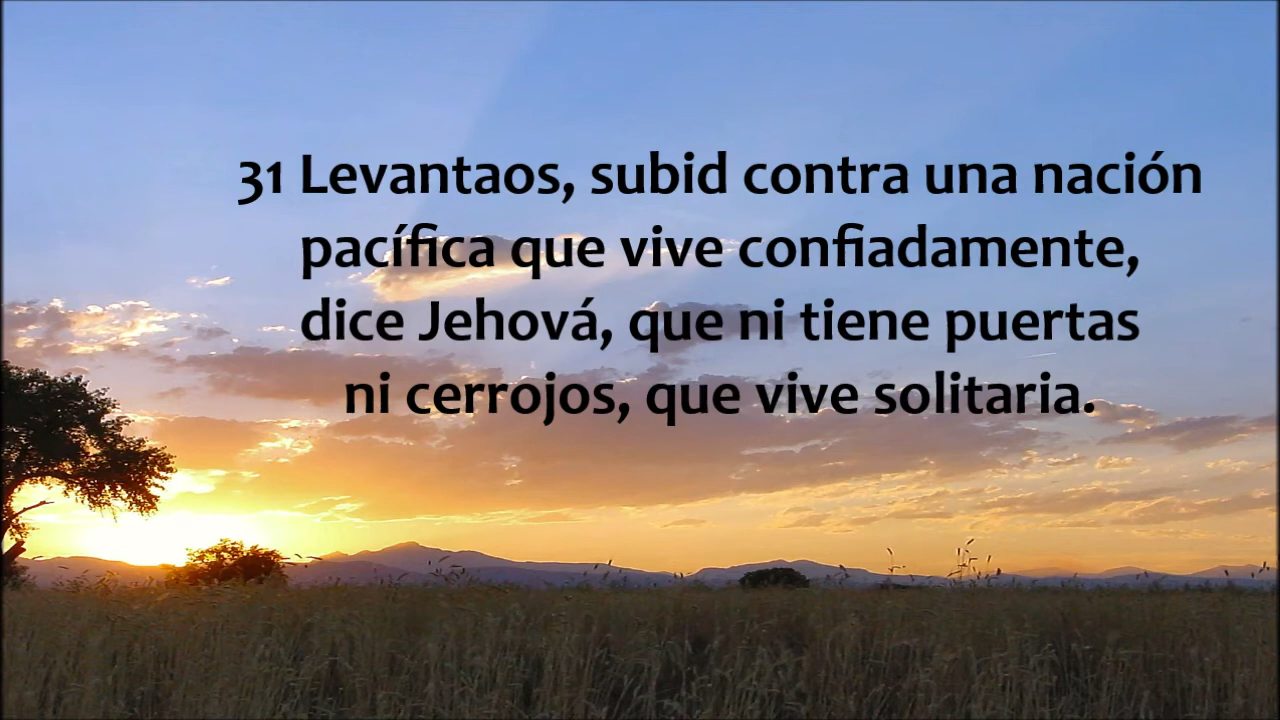 31 Levantaos, subid contra una nación
pacífica que vive confiadamente,
dice Jehová, que ni tiene puertas
ni cerrojos, que vive solitaria.